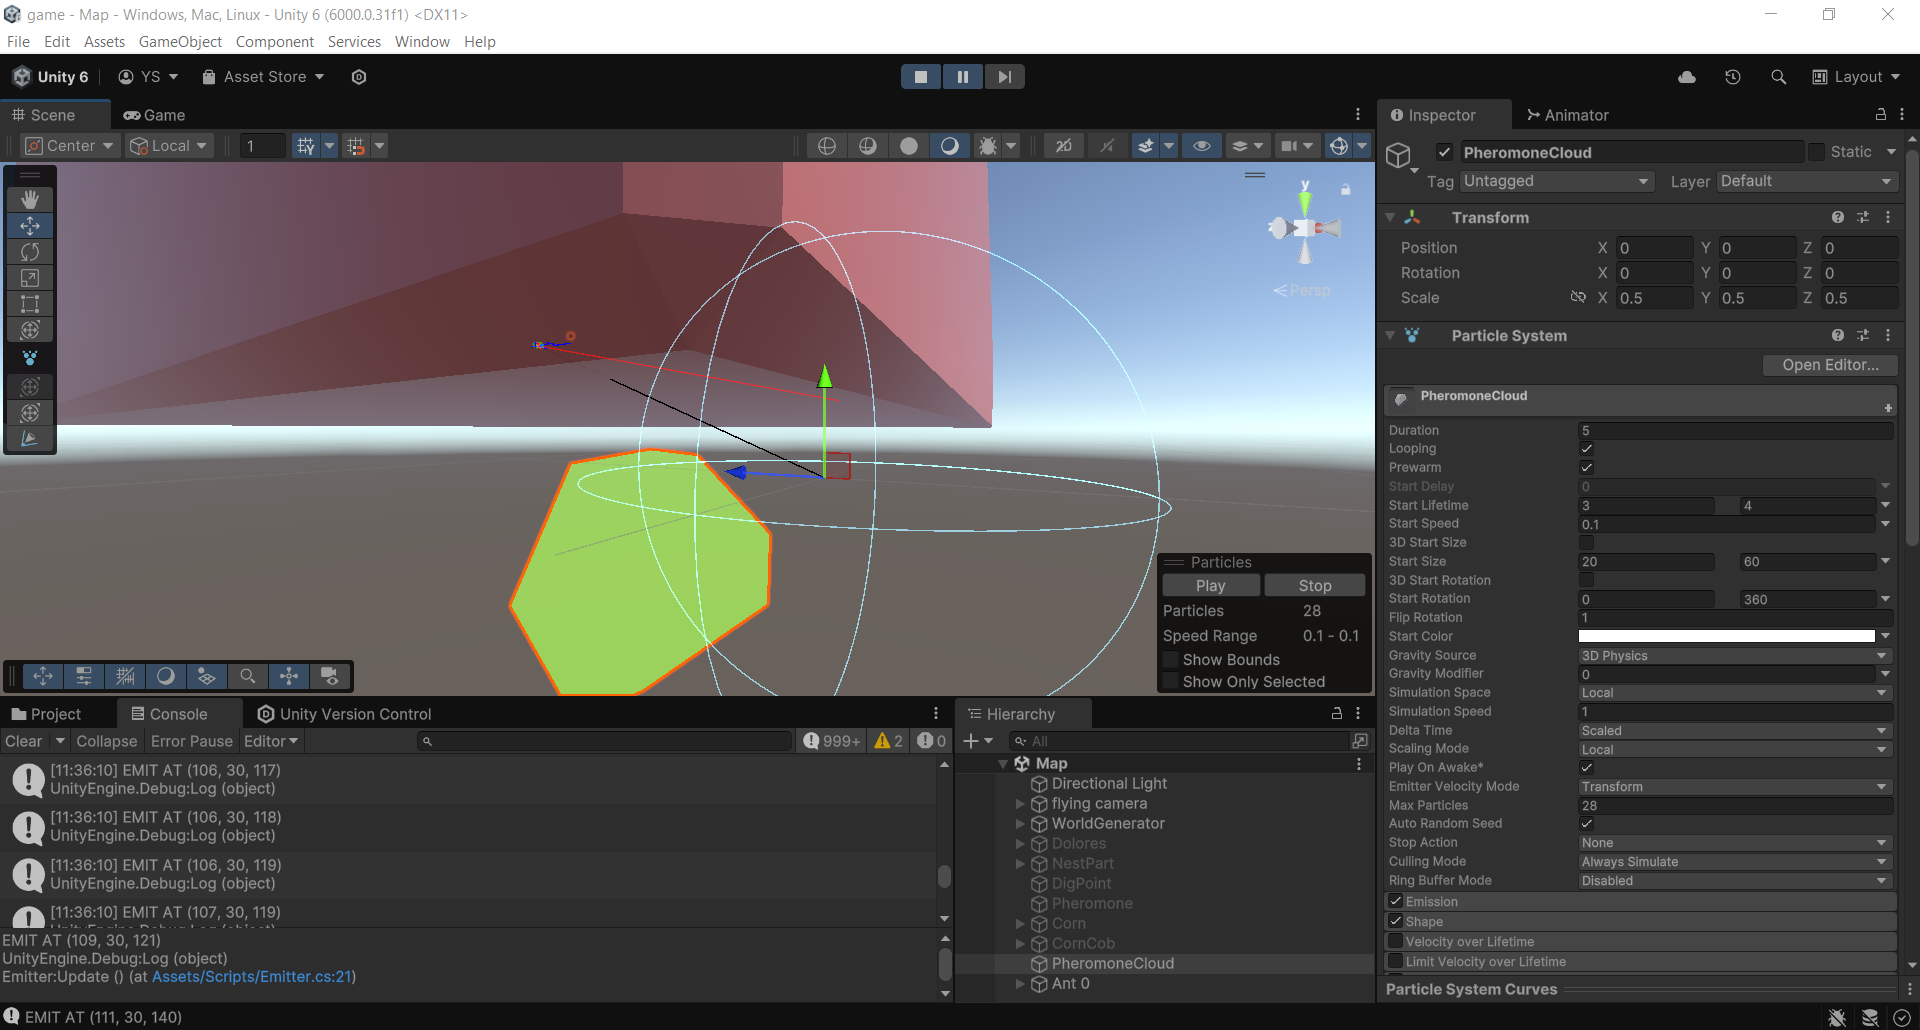 game - Map - Windows, Mac, Linux - Unity 6 (6000.0.31f1) <DX11>
File Edit Assets GameObject Component Services Window Help
Unity 6 YS Asset Store Layout
Scene Game
Center Local 1 2D
y
Persp
Particles
Play Stop
Particles 28
Speed Range 0.1 - 0.1
Show Bounds
Show Only Selected
Project Console Unity Version Control
Clear Collapse Error Pause Editor 999+ 2 0
[11:36:10] EMIT AT (106, 30, 117)
UnityEngine.Debug:Log (object)
[11:36:10] EMIT AT (106, 30, 118)
UnityEngine.Debug:Log (object)
[11:36:10] EMIT AT (106, 30, 119)
UnityEngine.Debug:Log (object)
[11:36:10] EMIT AT (107, 30, 119)
EMIT AT (109, 30, 121)
UnityEngine.Debug:Log (object)
Emitter:Update () (at Assets/Scripts/Emitter.cs:21)
EMIT AT (111, 30, 140)
Hierarchy
All
Map
Directional Light
flying camera
WorldGenerator
Dolores
NestPart
DigPoint
Pheromone
Corn
CornCob
PheromoneCloud
Ant 0
Inspector Animator
PheromoneCloud Static
Tag Untagged Layer Default
Transform
Position X 0 Y 0 Z 0
Rotation X 0 Y 0 Z 0
Scale X 0.5 Y 0.5 Z 0.5
Particle System
Open Editor...
PheromoneCloud
Duration 5
Looping
Prewarm
Start Delay 0
Start Lifetime 3 4
Start Speed 0.1
3D Start Size
Start Size 20 60
3D Start Rotation
Start Rotation 0 360
Flip Rotation 1
Start Color
Gravity Source 3D Physics
Gravity Modifier 0
Simulation Space Local
Simulation Speed 1
Delta Time Scaled
Scaling Mode Local
Play On Awake*
Emitter Velocity Mode Transform
Max Particles 28
Auto Random Seed
Stop Action None
Culling Mode Always Simulate
Ring Buffer Mode Disabled
Emission
Shape
Velocity over Lifetime
Limit Velocity over Lifetime
Particle System Curves